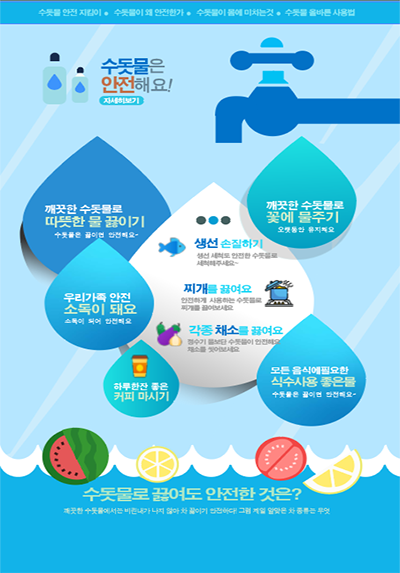 수돗물 안전 지킴이 ● 수돗물이 왜 안전한가 ● 수돗물이 몸에 미치는것 ● 수돗물 올바른 사용법
수돗물은
안전해요!
자세히보기
깨끗한 수돗물로
따뜻한 물 끓이기
수돗물은 끓이면 안전해요~
깨끗한 수돗물로
꽃에 물주기
오랫동안 유지해요
생선 손질하기
생선 세척도 안전한 수돗물로
세척해주세요~
우리가족 안전
소독이 돼요
소독이 되어 안전해요
찌개를 끓여요
안전하게 사용하는 수돗물로
찌개를 끓여보세요
각종 채소를 끓여요
정수기 물보단 수돗물이 안전해요
채소를 씻어보세요
하루한잔 좋은
커피 마시기
모든 음식에필요한
식수사용 좋은물
수돗물은 끓이면 안전해요~
수돗물로 끓여도 안전한 것은?
깨끗한 수돗물에서는 비린내가 나지 않아 차 끓이기 안전하다! 그럼 제일 알맞은 차 종류는 무엇